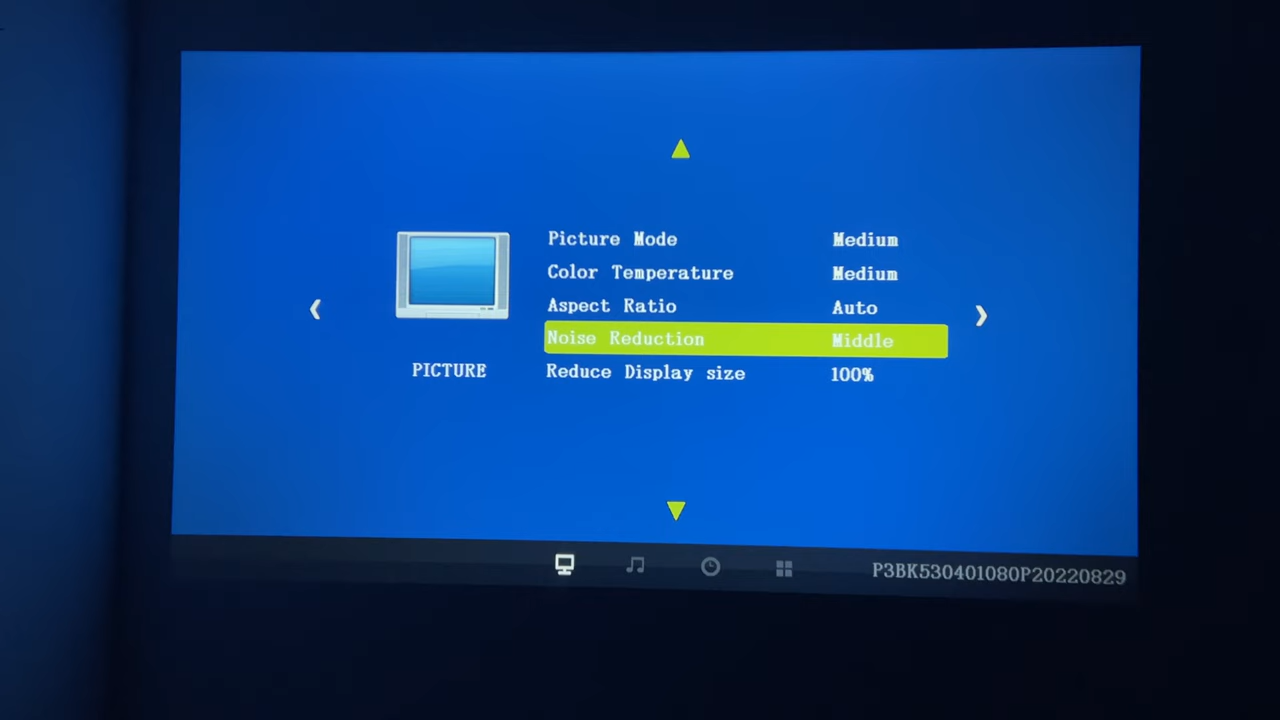 Picture Mode Medium
Color Temperature Medium
Aspect Ratio Auto
Noise Reduction Middle
PICTURE Reduce Display size 100%
P3BK530401080P20220829